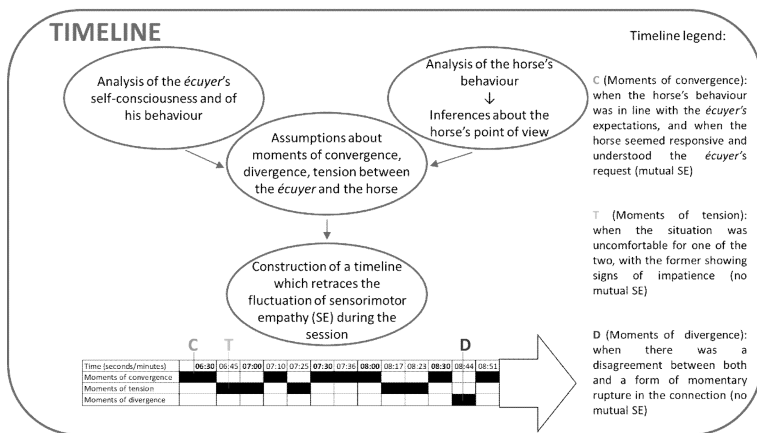 TIMELINE
Analysis of the écuyer's
self-consciousness and of
his behaviour
Analysis of the horse's
behaviour
↓
Inferences about the
horse's point of view
Assumptions about
moments of convergence,
divergence, tension between
the écuyer and the horse
Construction of a timeline
which retraces the
fluctuation of sensorimotor
empathy (SE) during the
session
C T D
Time (seconds/minutes) 06:30 06:45 07:00 07:10 07:25 07:30 07:36 08:00 08:17 08:23 08:30 08:44 08:51
Moments of convergence
Moments of tension
Moments of divergence
Timeline legend:
C (Moments of convergence):
when the horse's behaviour
was in line with the écuyer's
expectations, and when the
horse seemed responsive and
understood the écuyer's
request (mutual SE)
T (Moments of tension):
when the situation was
uncomfortable for one of the
two, with the former showing
signs of impatience (no
mutual SE)
D (Moments of divergence):
when there was a
disagreement between both
and a form of momentary
rupture in the connection (no
mutual SE)